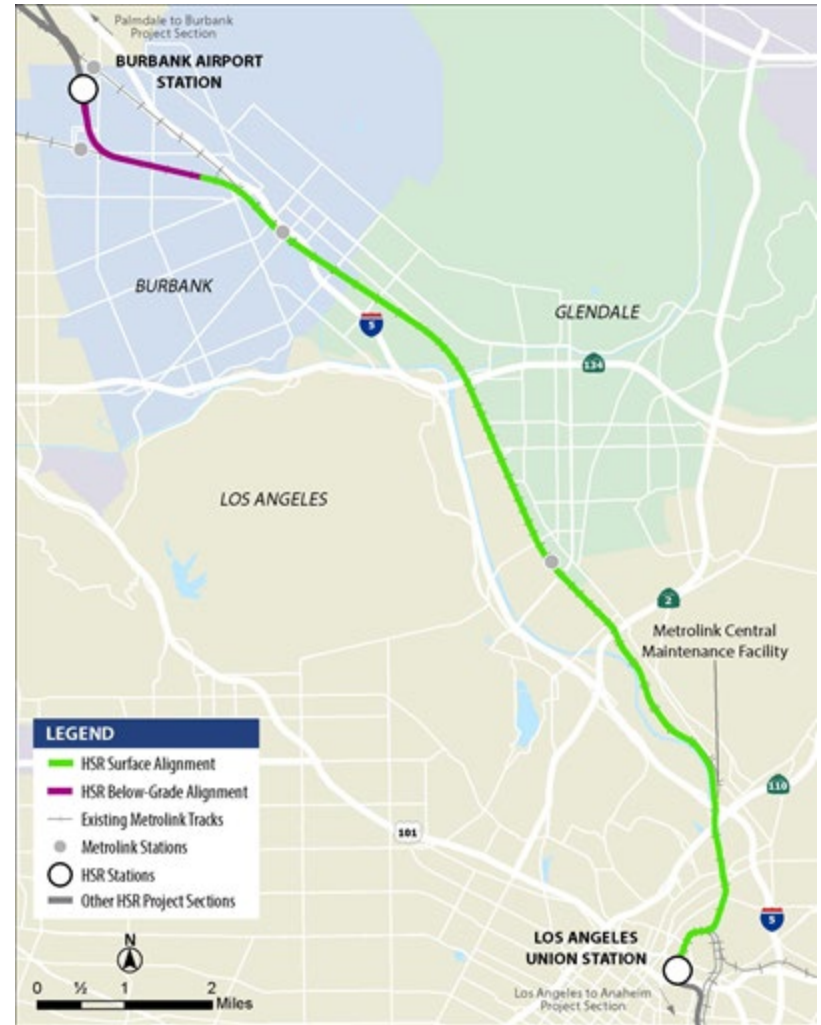 Palmdale to Burbank
Project Section
BURBANK AIRPORT
STATION
BURBANK
5
GLENDALE
134
LOS ANGELES
2
Metrolink Central
Maintenance Facility
LEGEND
HSR Surface Alignment
HSR Below-Grade Alignment
Existing Metrolink Tracks
Metrolink Stations
HSR Stations
Other HSR Project Sections
110
101
N
0 ½ 1 2
Miles
LOS ANGELES
UNION STATION
5
Los Angeles to Anaheim
Project Section